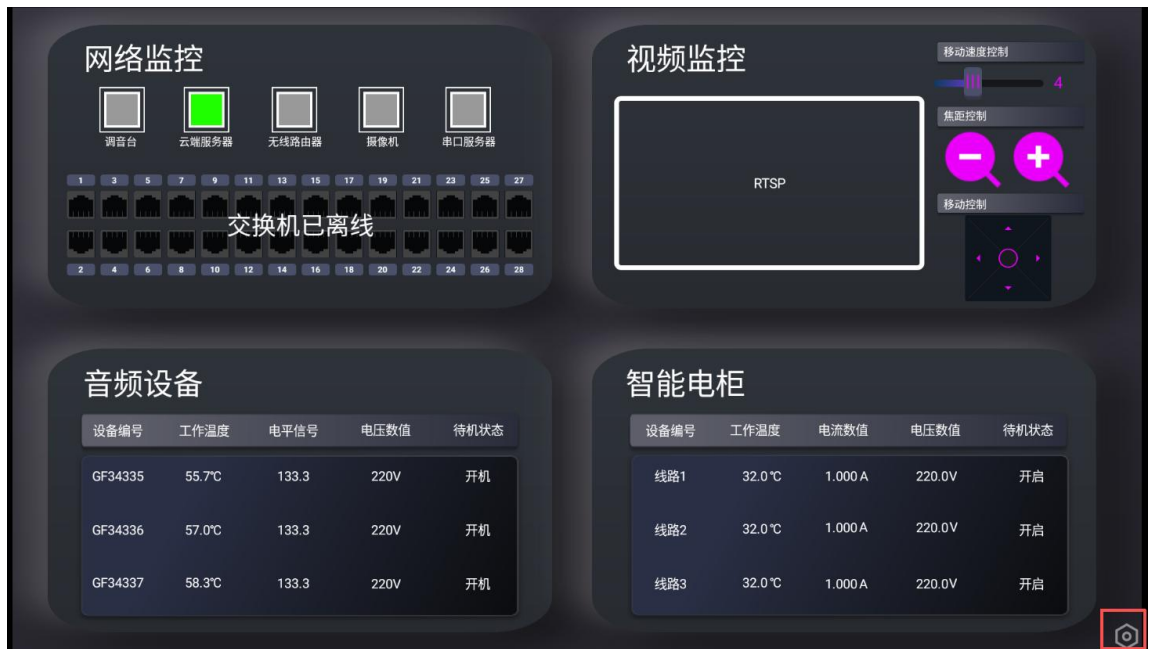 网络监控
调音台 云端服务器 无线路由器 摄像机 串口服务器
1 3 5 7 9 11 13 15 17 19 21 23 25 27
交换机已离线
2 4 6 8 10 12 14 16 18 20 22 24 26 28
视频监控
RTSP
移动速度控制
4
焦距控制
移动控制
音频设备
设备编号 工作温度 电平信号 电压数值 待机状态
GF34335 55.7℃ 133.3 220V 开机
GF34336 57.0℃ 133.3 220V 开机
GF34337 58.3℃ 133.3 220V 开机
智能电柜
设备编号 工作温度 电流数值 电压数值 待机状态
线路1 32.0℃ 1.000A 220.0V 开启
线路2 32.0℃ 1.000A 220.0V 开启
线路3 32.0℃ 1.000A 220.0V 开启